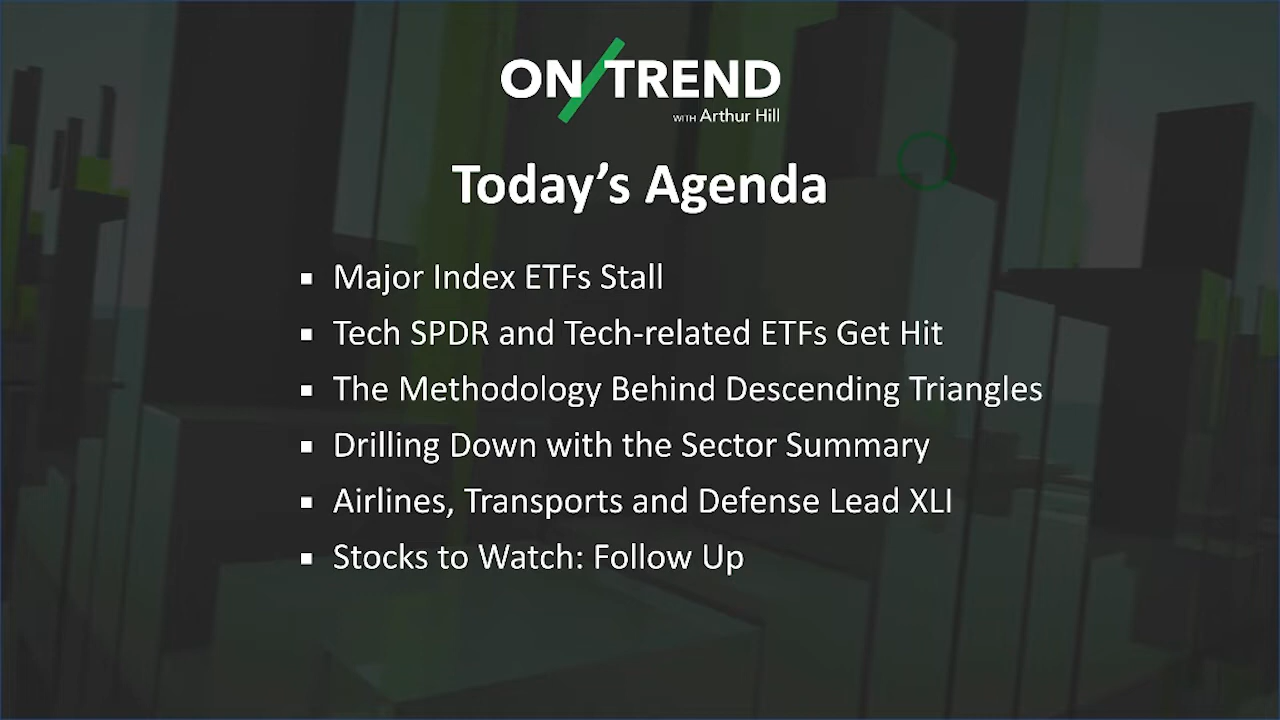 ON/TREND
WITH Arthur Hill
Today’s Agenda
▪ Major Index ETFs Stall
▪ Tech SPDR and Tech-related ETFs Get Hit
▪ The Methodology Behind Descending Triangles
▪ Drilling Down with the Sector Summary
▪ Airlines, Transports and Defense Lead XLI
▪ Stocks to Watch: Follow Up